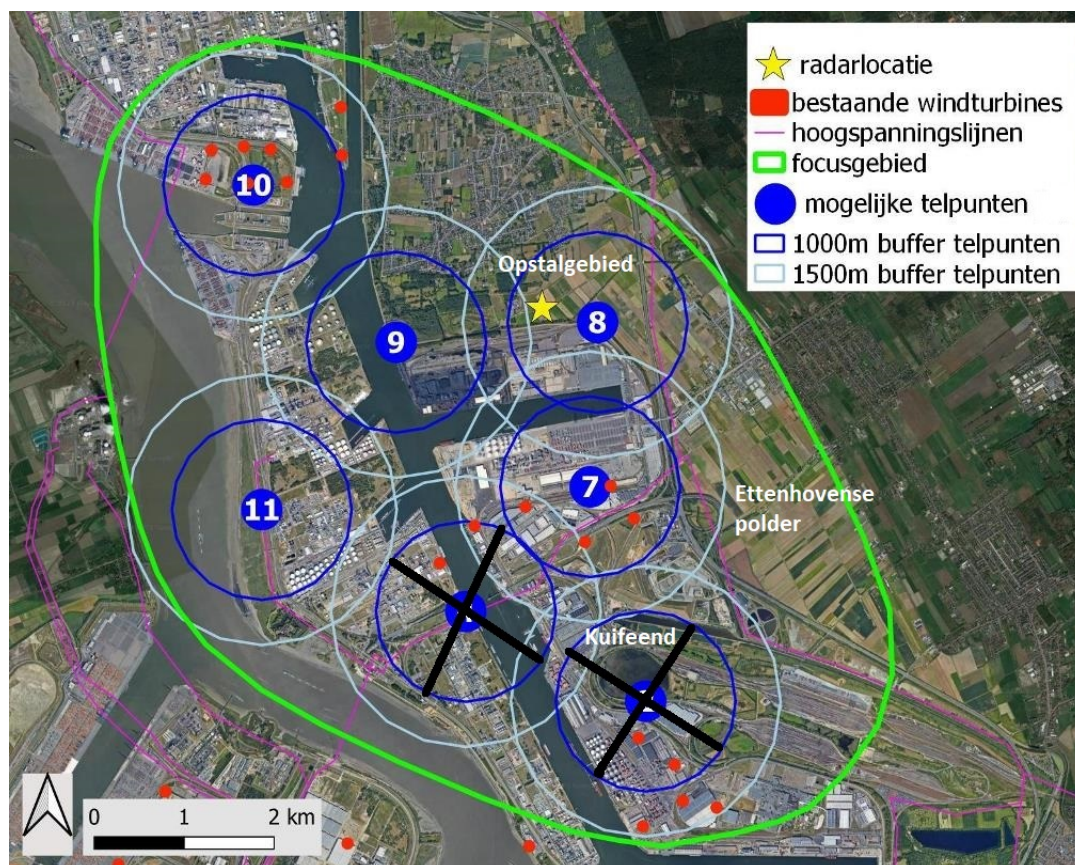 radarlocatie
bestaande windturbines
hoogspanningslijnen
focusgebied
mogelijke telpunten
1000m buffer telpunten
1500m buffer telpunten
10
Opstalgebied
8
9
7
Ettenhovense
polder
11
Kuifeend
0 1 2 km